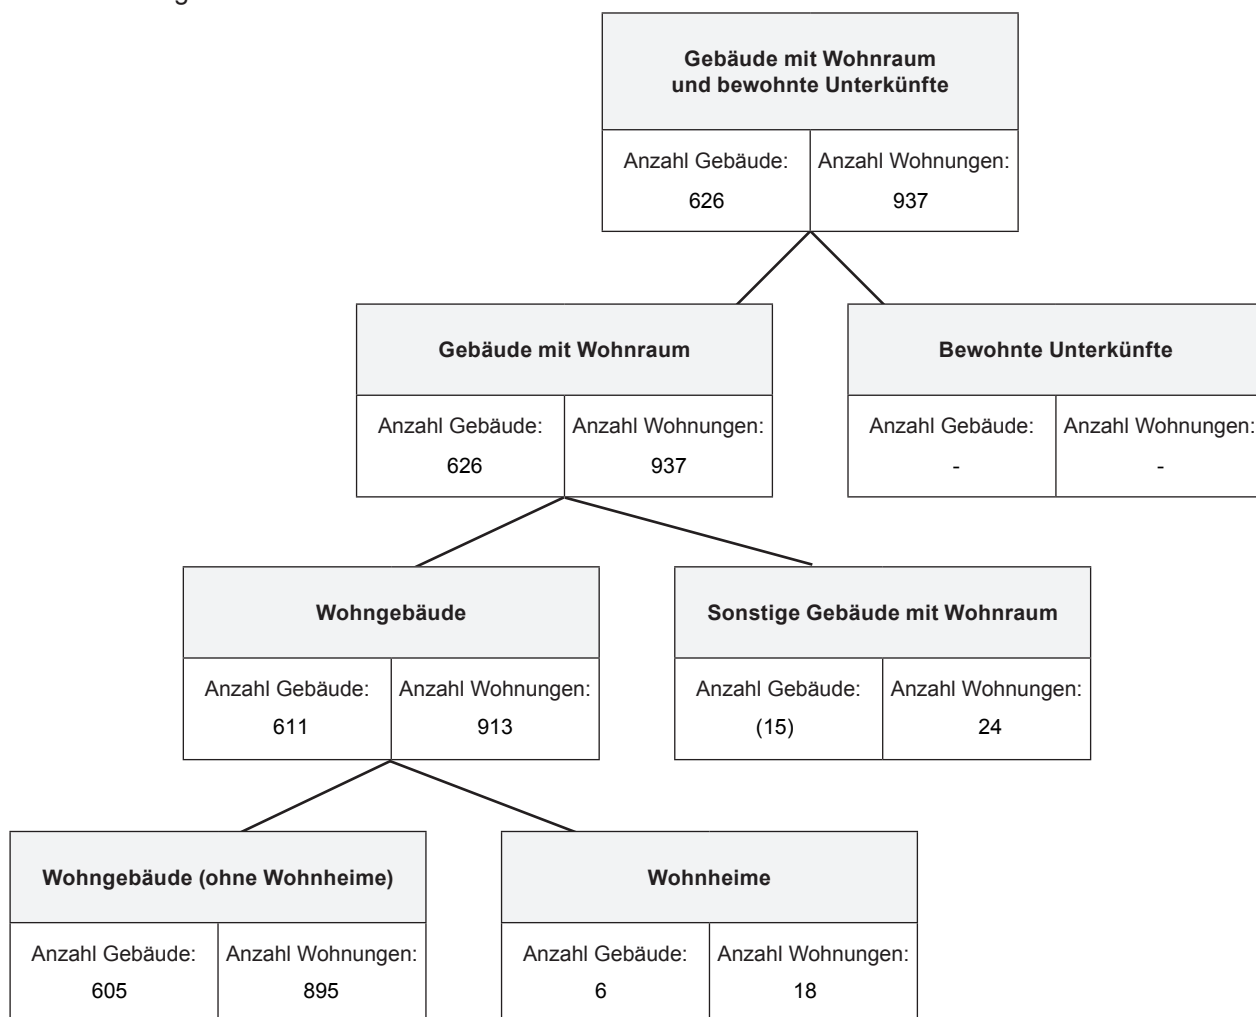 Gebäude mit Wohnraum
und bewohnte Unterkünfte
Anzahl Gebäude: Anzahl Wohnungen:
626 937
Gebäude mit Wohnraum
Anzahl Gebäude: Anzahl Wohnungen:
626 937
Bewohnte Unterkünfte
Anzahl Gebäude: Anzahl Wohnungen:
- -
Wohngebäude
Anzahl Gebäude: Anzahl Wohnungen:
611 913
Sonstige Gebäude mit Wohnraum
Anzahl Gebäude: Anzahl Wohnungen:
(15) 24
Wohngebäude (ohne Wohnheime)
Anzahl Gebäude: Anzahl Wohnungen:
605 895
Wohnheime
Anzahl Gebäude: Anzahl Wohnungen:
6 18